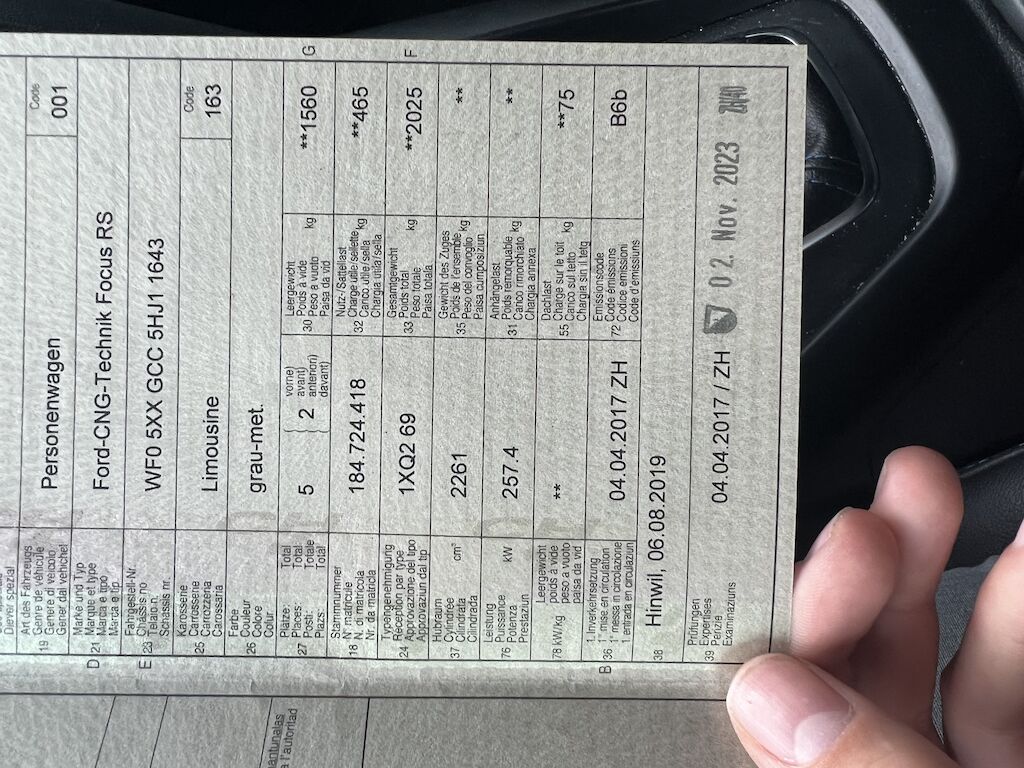 Diever spezial
Art des Fahrzeugs
19 Genre de véhicule
Genere di veicolo
Gener dal vehichel
Personenwagen
Code
001
Marke und Typ
D 21 Marque et type
Marca e tipo
Marca e tip
Ford-CNG-Technik Focus RS
Fahrgestell-Nr.
E 23 Châssis no
Telaio n.
Schassis nr.
WF0 5XX GCC 5HJ1 1643
Karosserie
25 Carrosserie
Carrozzeria
Carossaria
Limousine
Code
163
Farbe
26 Couleur
Colore
Colur
grau-met.
Plätze: Total
27 Places: Total
Posti: Totale
Plazs: Total
5
2
vorne)
avant)
anteriori)
davant)
Leergewicht
30 Poids à vide kg
Peso a vuoto
Paisa da vid
**1560
G
Stammnummer
18 N° matricule
N. di matricola
Nr. da matricla
184.724.418
Nutz-/Sattellast
32 Charge utile/sellette kg
Carico utile/sella
Chargia utila/sella
**465
Typengenehmigung
24 Réception par type
Approvazione del tipo
Approvaziun dal tip
1XQ2 69
Gesamtgewicht
33 Poids total kg
Peso totale
Paisa totala
**2025
F
Hubraum
37 Cylindrée cm³
Cilindrata
Cilindrada
2261
Gewicht des Zuges
35 Poids de l'ensemble kg
Peso del convoglio
Paisa cumposiziun
**
Leistung
76 Puissance kW
Potenza
Prestaziun
257.4
Anhängelast
31 Poids remorquable kg
Carico rimorchiato
Chargia annexa
**
Leergewicht
78 kW/kg poids à vide
peso a vuoto
paisa da vid
**
Dachlast
55 Charge sur le toit kg
Carico sul tetto
Chargia sin il tetg
**75
1. Inverkehrsetzung
B 36 1re mise en circulation
1a messa in circolazione
1. entrada en circulaziun
04.04.2017 ZH
Emissionscode
72 Code émissions
Codice emissioni
Code d'emissiuns
B6b
38
Hinwil, 06.08.2019
Prüfungen
39 Expertises
Perizie
Examinaziuns
04.04.2017 / ZH
02. Nov. 2023